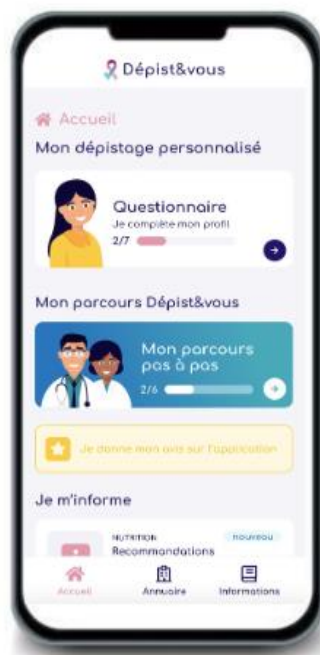 Dépist&vous
Accueil
Mon dépistage personnalisé
Questionnaire
Je complète mon profil
2/7
Mon parcours Dépist&vous
Mon parcours
pas à pas
2/6
Je donne mon avis sur l'application
Je m'informe
NUTRITION
nouveau
Recommandations
Accueil
Annuaire
Informations